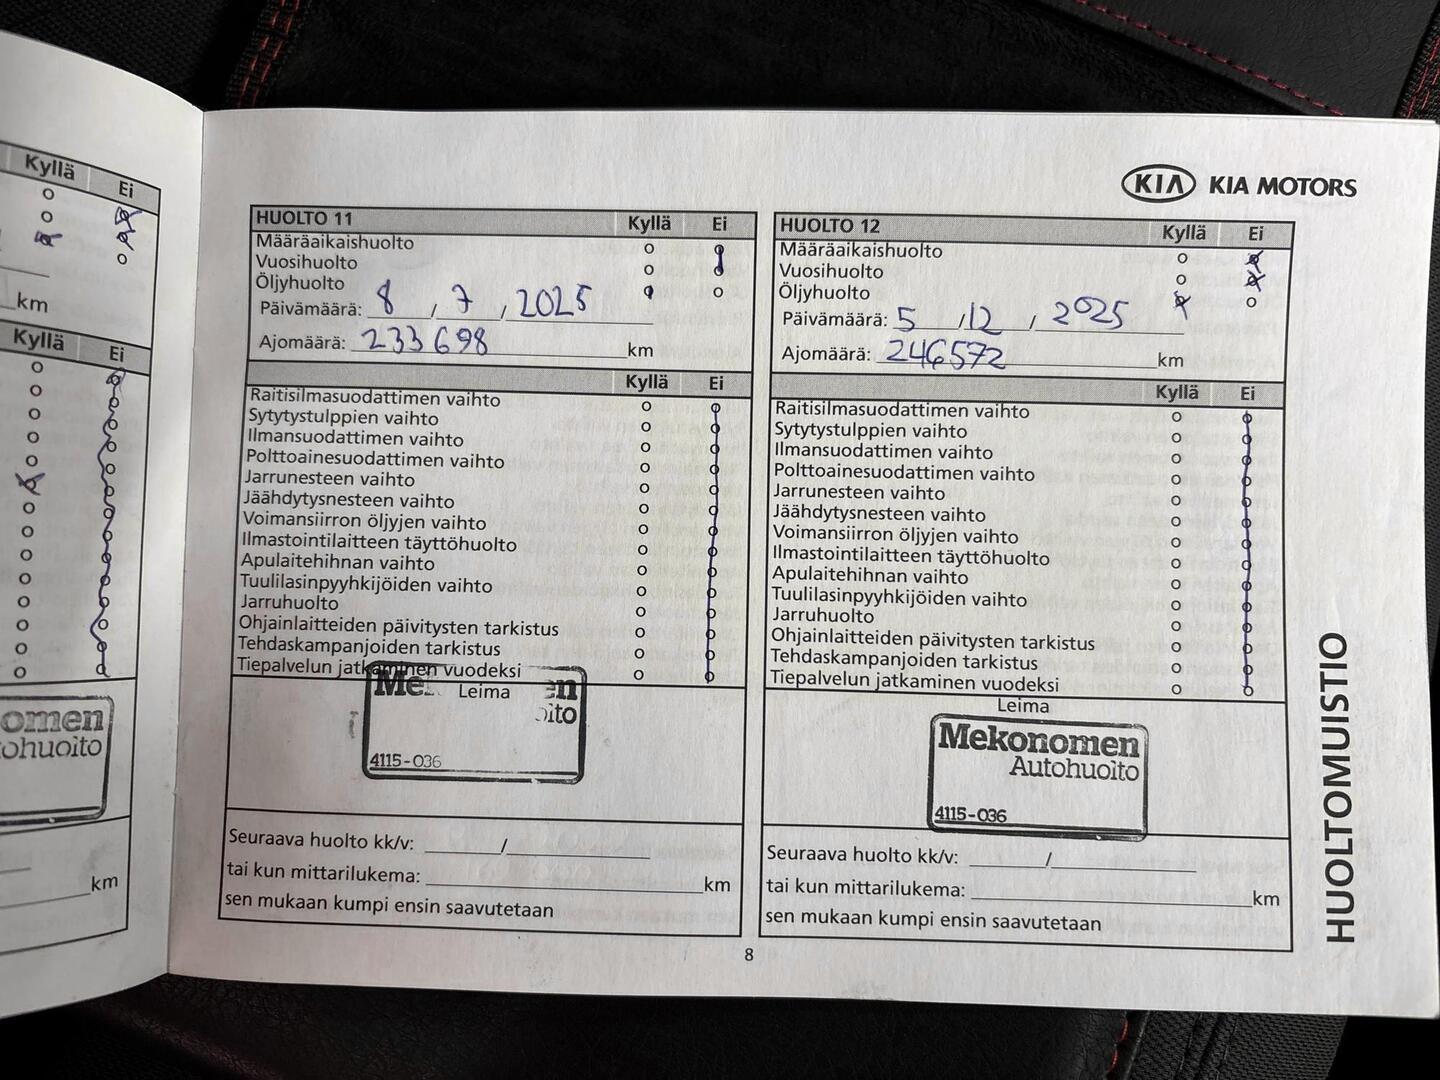 Kyllä Ei
km
Kyllä Ei
omen
ohuolto
km
KIA KIA MOTORS
HUOLTO 11 Kyllä Ei
Määräaikaishuolto
Vuosihuolto
Öljyhuolto
Päivämäärä: 8 , 7 , 2025
Ajomäärä: 233698 km
Kyllä Ei
Raitisilmasuodattimen vaihto
Sytytystulppien vaihto
Ilmansuodattimen vaihto
Polttoainesuodattimen vaihto
Jarrunesteen vaihto
Jäähdytysnesteen vaihto
Voimansiirron öljyjen vaihto
Ilmastointilaitteen täyttöhuolto
Apulaitehihnan vaihto
Tuulilasinpyyhkijöiden vaihto
Jarruhuolto
Ohjainlaitteiden päivitysten tarkistus
Tehdaskampanjoiden tarkistus
Tiepalvelun jatkaminen vuodeksi
Leima
Me en
oito
4115-036
Seuraava huolto kk/v: /
tai kun mittarilukema: km
sen mukaan kumpi ensin saavutetaan
HUOLTO 12 Kyllä Ei
Määräaikaishuolto
Vuosihuolto
Öljyhuolto
Päivämäärä: 5 , 12 , 2025
Ajomäärä: 246572 km
Kyllä Ei
Raitisilmasuodattimen vaihto
Sytytystulppien vaihto
Ilmansuodattimen vaihto
Polttoainesuodattimen vaihto
Jarrunesteen vaihto
Jäähdytysnesteen vaihto
Voimansiirron öljyjen vaihto
Ilmastointilaitteen täyttöhuolto
Apulaitehihnan vaihto
Tuulilasinpyyhkijöiden vaihto
Jarruhuolto
Ohjainlaitteiden päivitysten tarkistus
Tehdaskampanjoiden tarkistus
Tiepalvelun jatkaminen vuodeksi
Leima
Mekonomen
Autohuolto
4115-036
Seuraava huolto kk/v: /
tai kun mittarilukema: km
sen mukaan kumpi ensin saavutetaan
HUOLTOMUISTIO
8